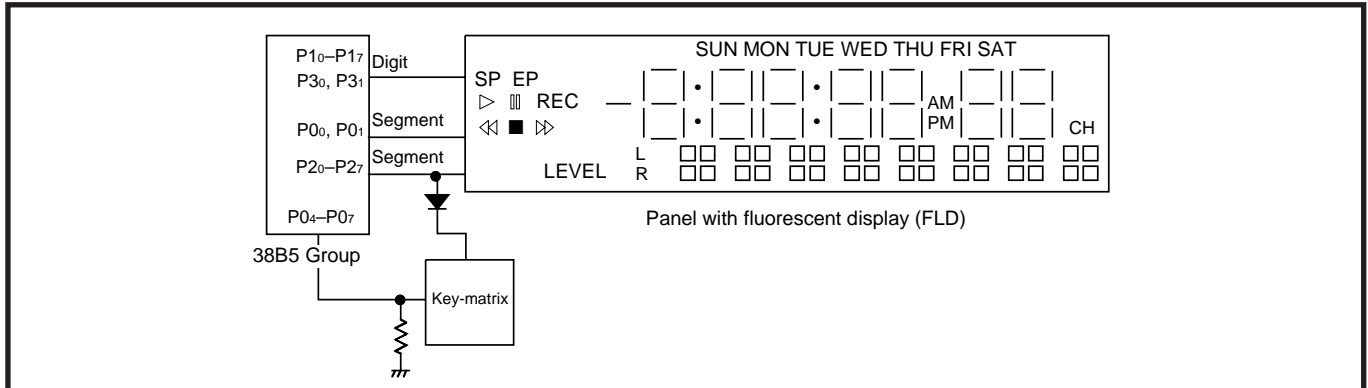 P10–P17
P30, P31
P00, P01
P20–P27
P04–P07
38B5 Group
Digit
Segment
Segment
SUN MON TUE WED THU FRI SAT
SP EP
REC
AM
PM
CH
LEVEL
L
R
Panel with fluorescent display (FLD)
Key-matrix